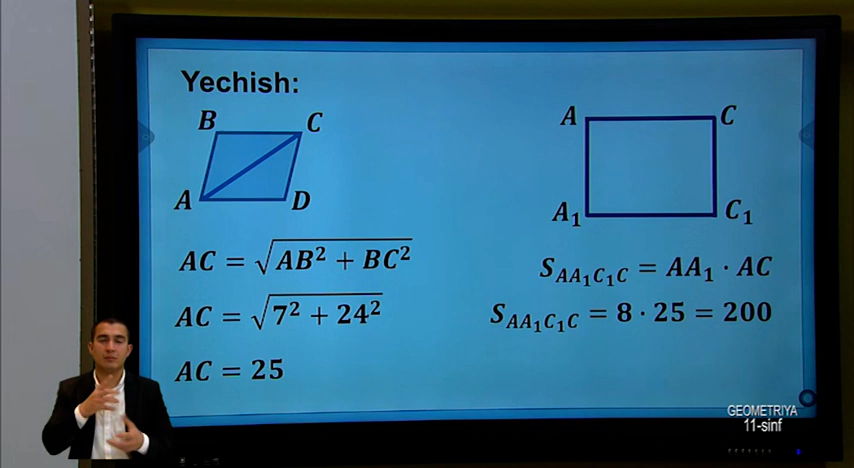 Yechish:
B C
A D
AC = √AB² + BC²
AC = √7² + 24²
AC = 25
A C
A₁ C₁
S_AA₁C₁C = AA₁ · AC
S_AA₁C₁C = 8 · 25 = 200
GEOMETRIYA
11-sinf